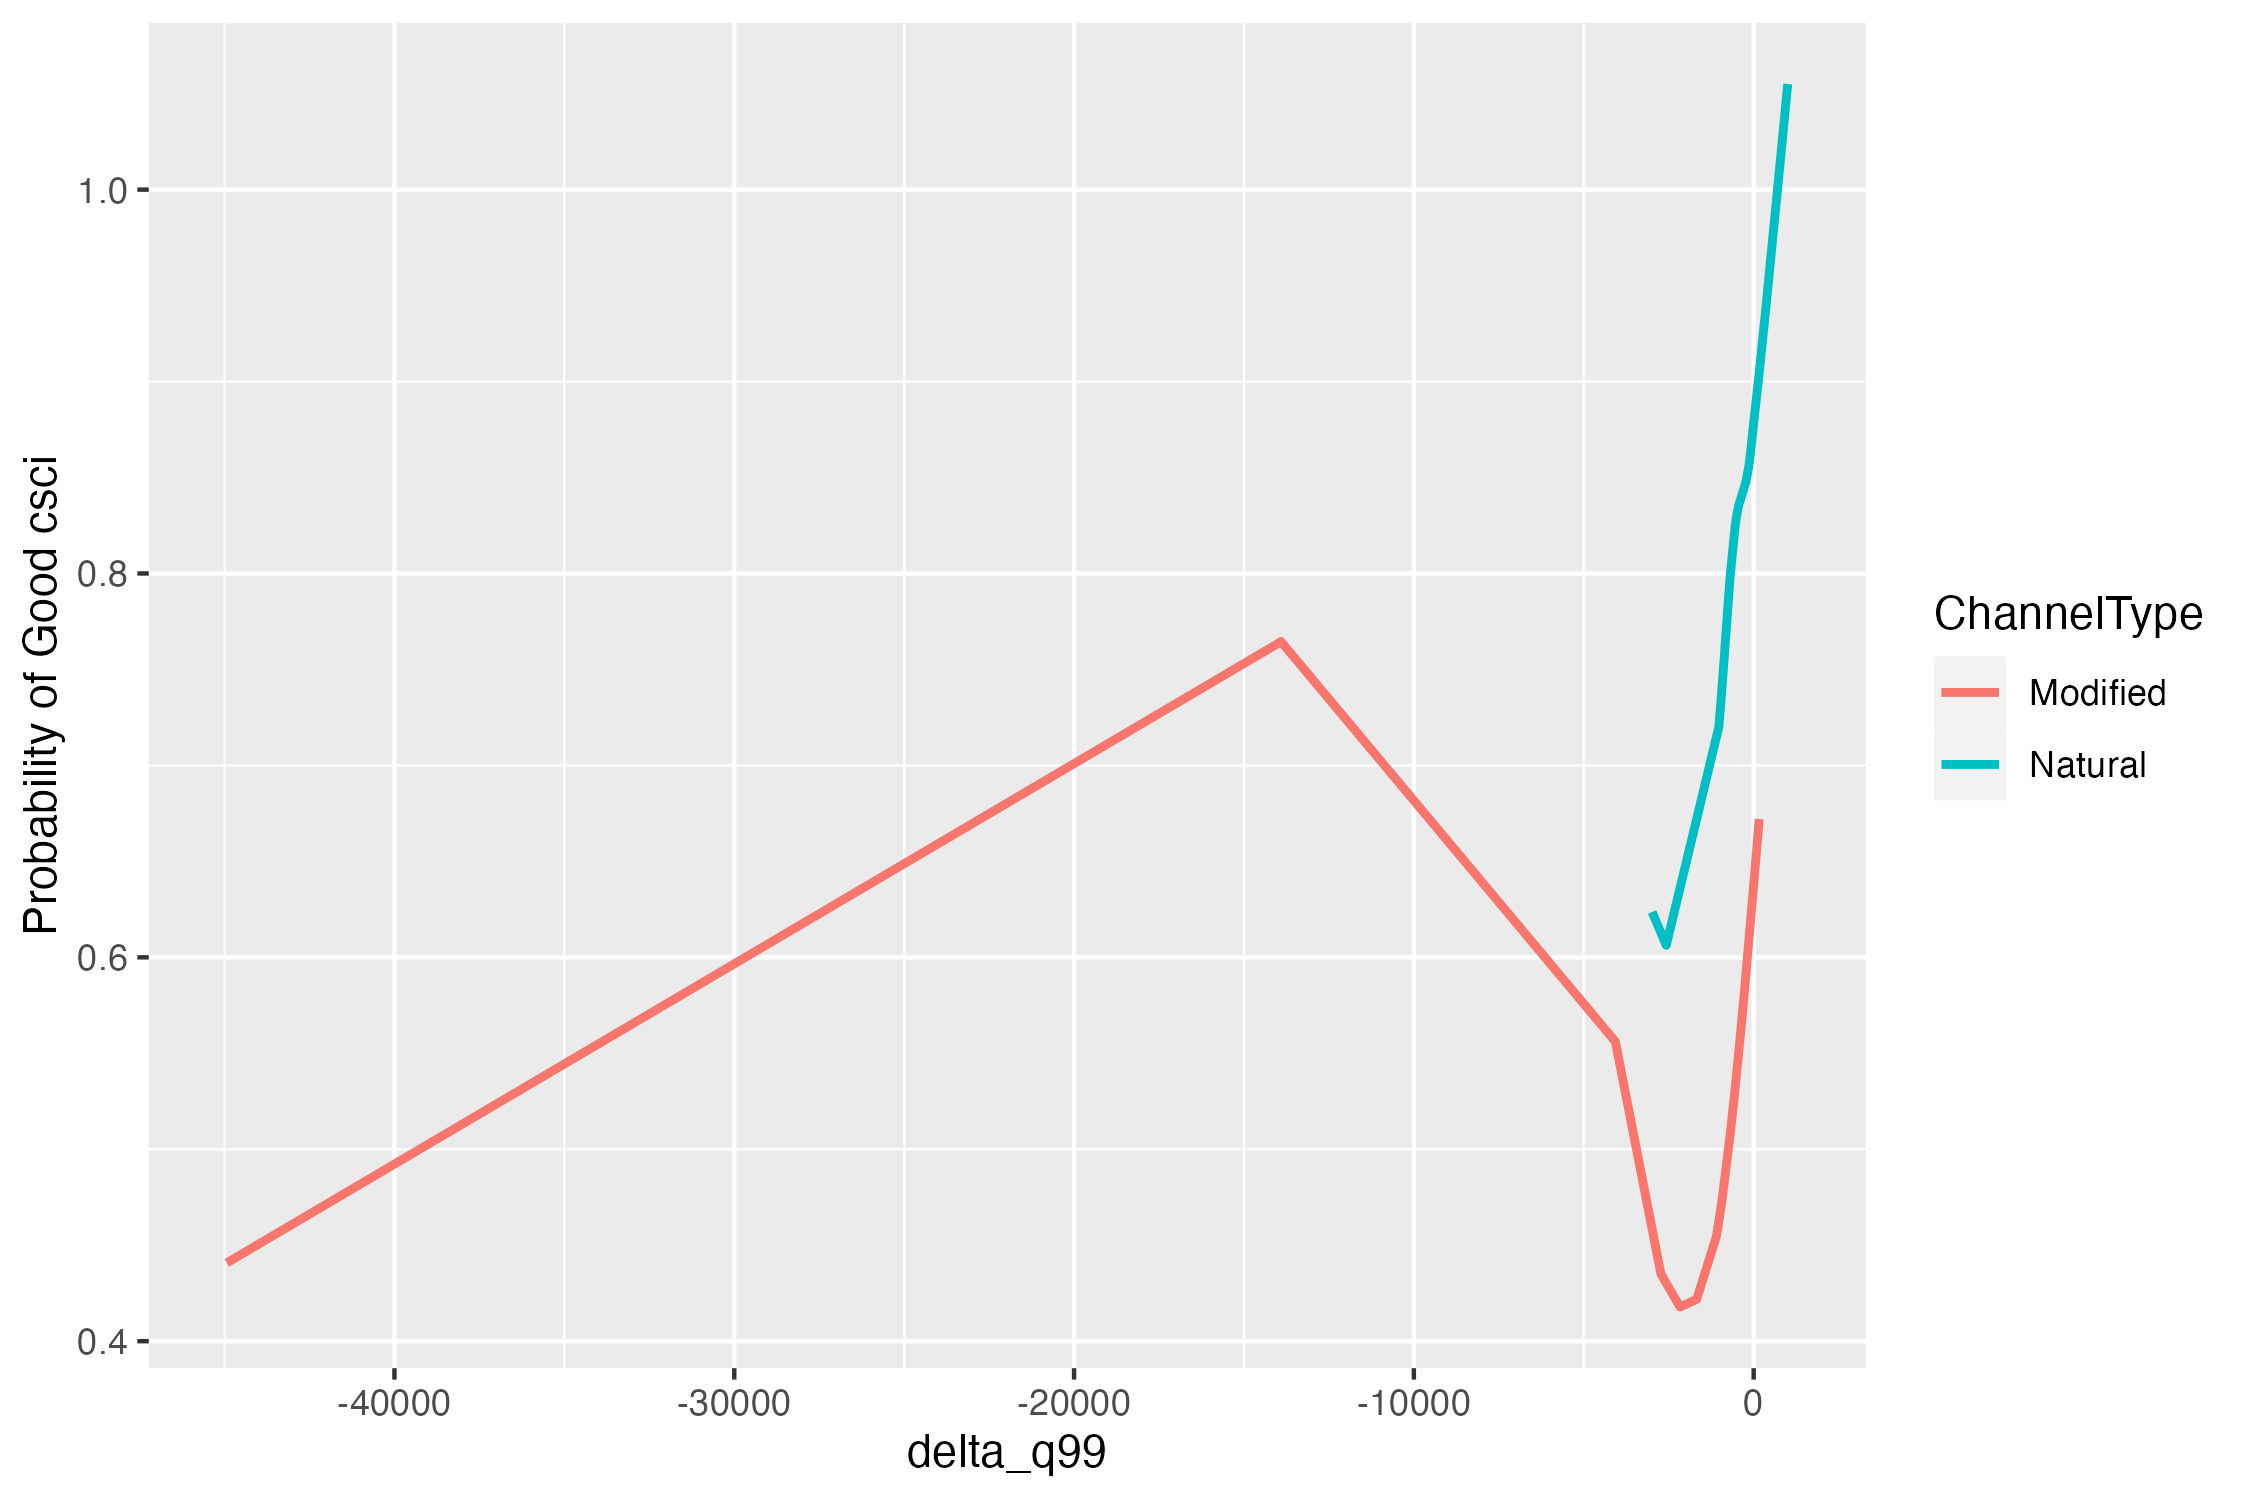 Probability of Good csci
1.0
0.8
0.6
0.4
-40000
-30000
-20000
-10000
0
delta_q99
ChannelType
Modified
Natural